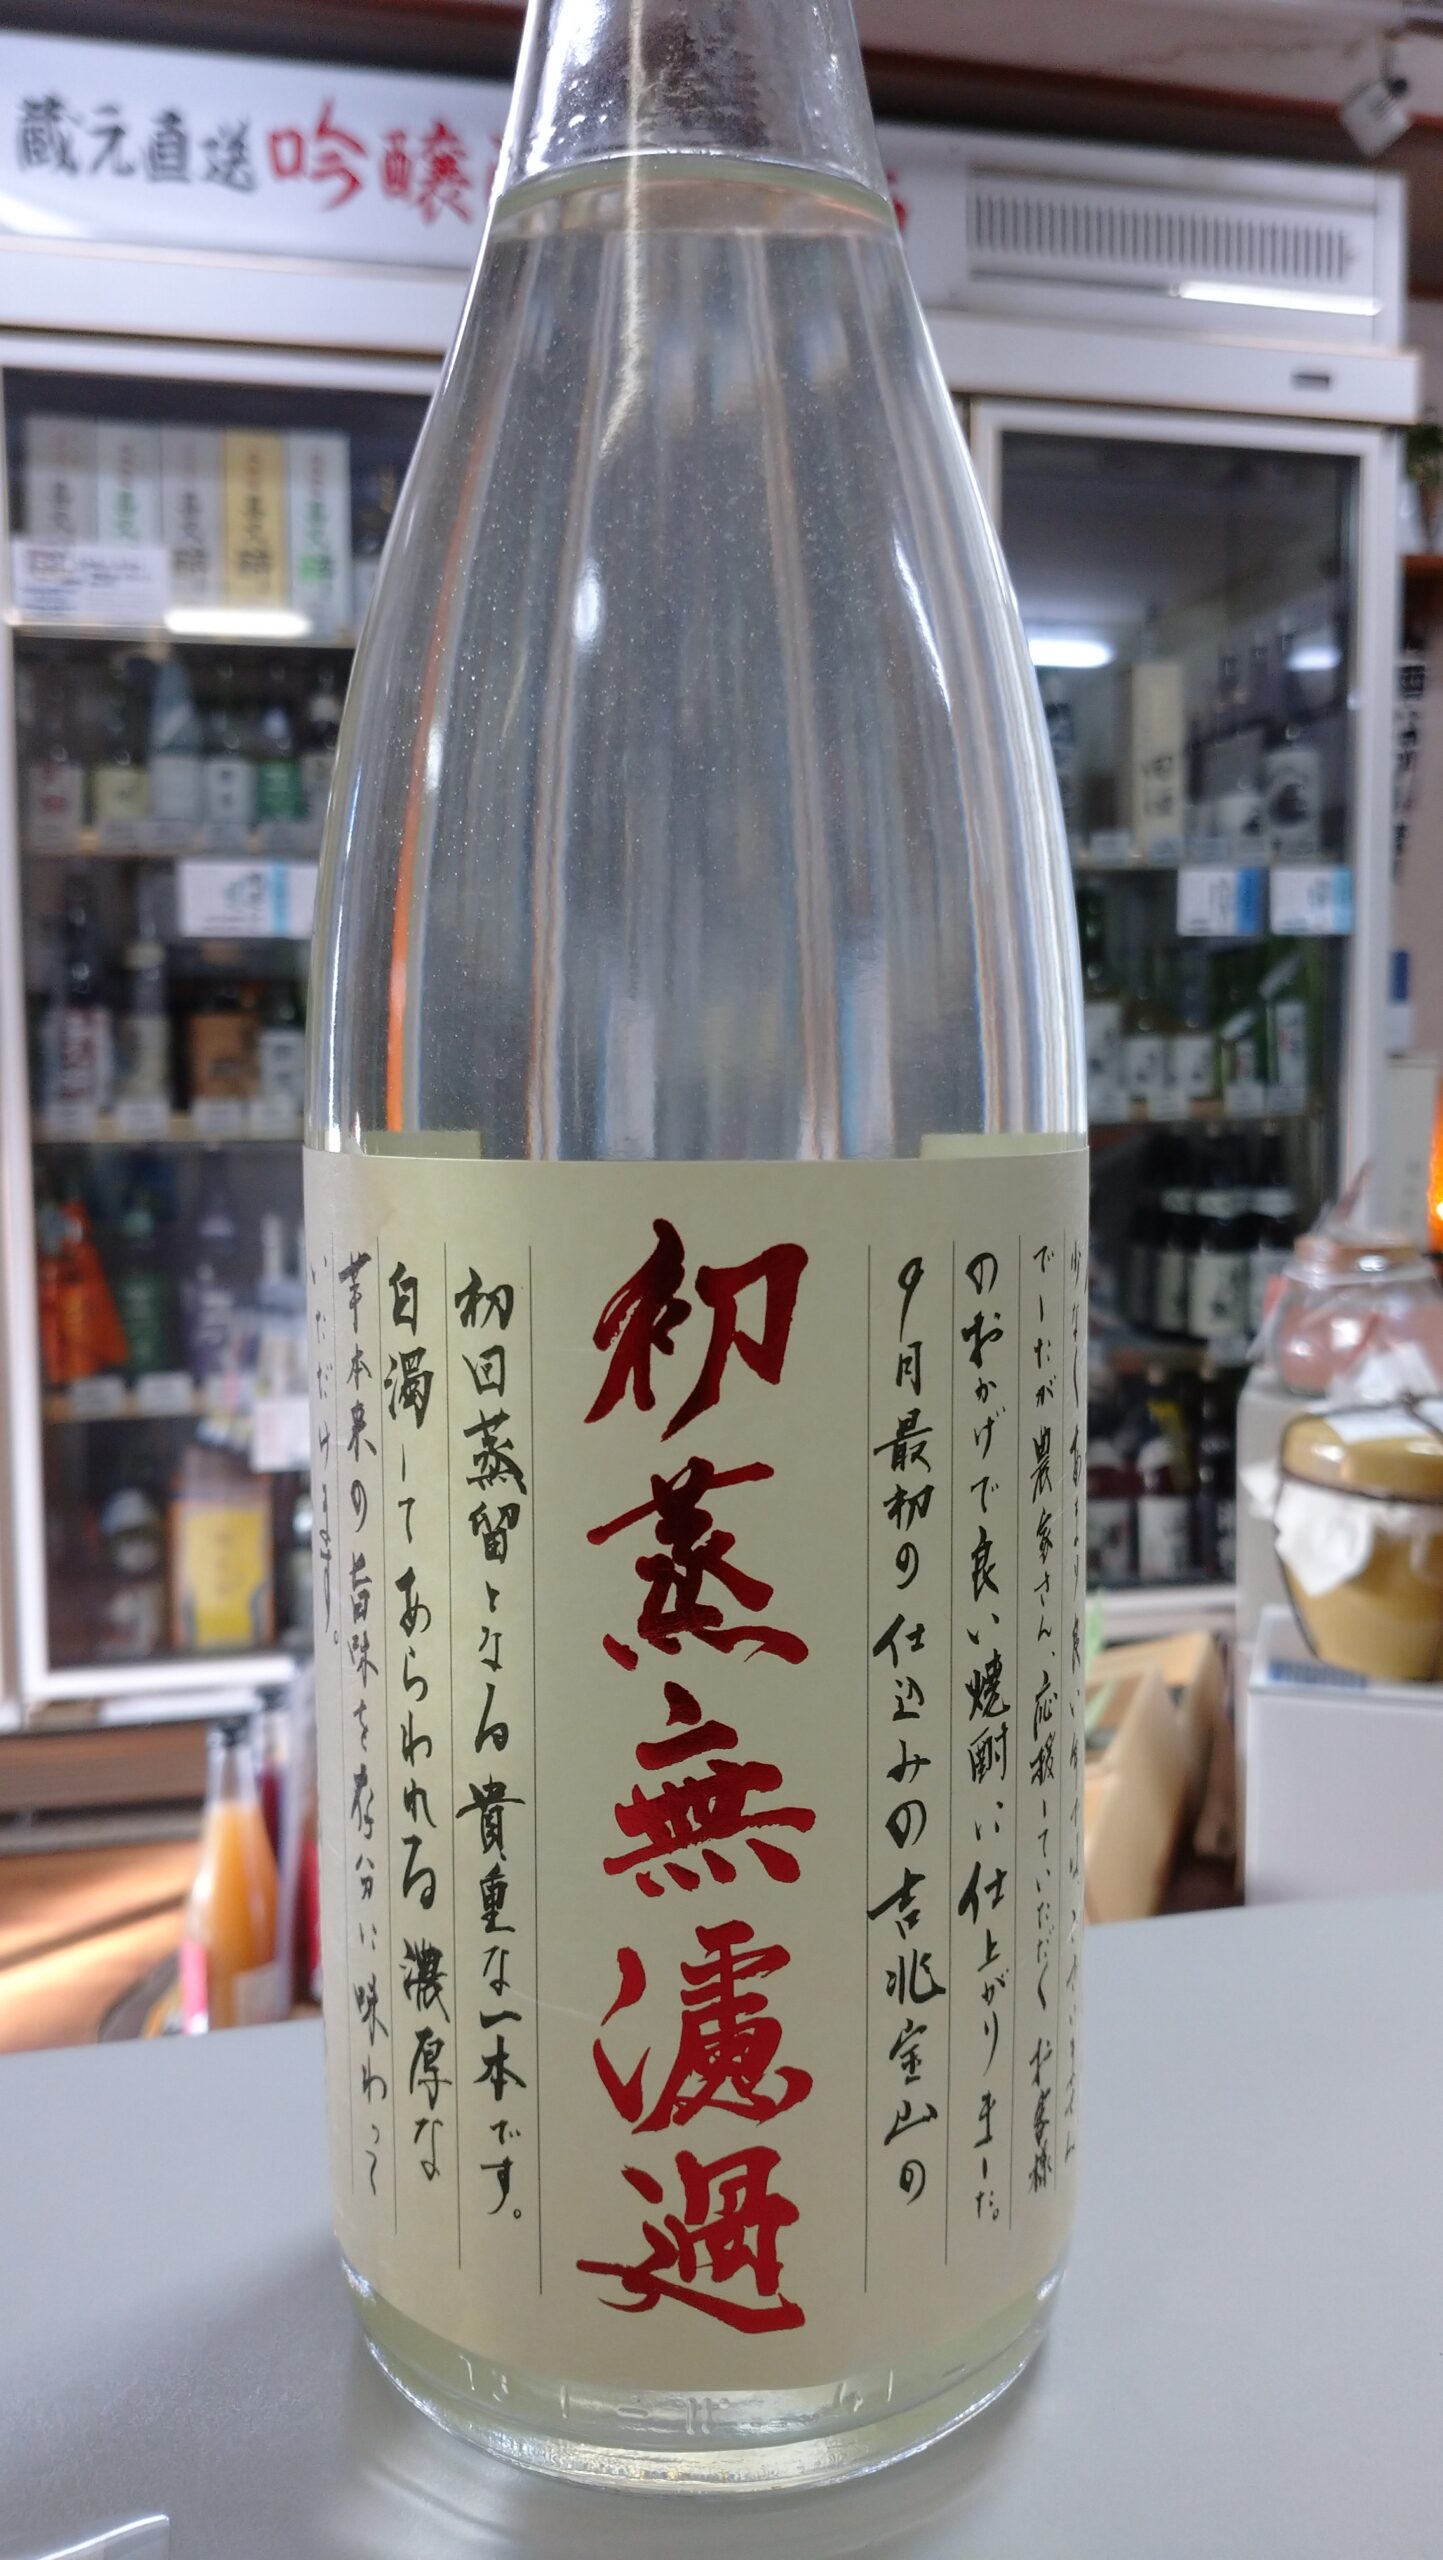 蔵元直送 吟醸
初蒸無濾過
でしたが農家さん、応援していただくお客様
のおかげで良い焼酎に仕上がりました。
9月最初の仕込みの吉兆宝山の
初回蒸留となる貴重な一本です。
白濁してあらわれる濃厚な
芋本来の旨味を存分に味わって
いただけます。